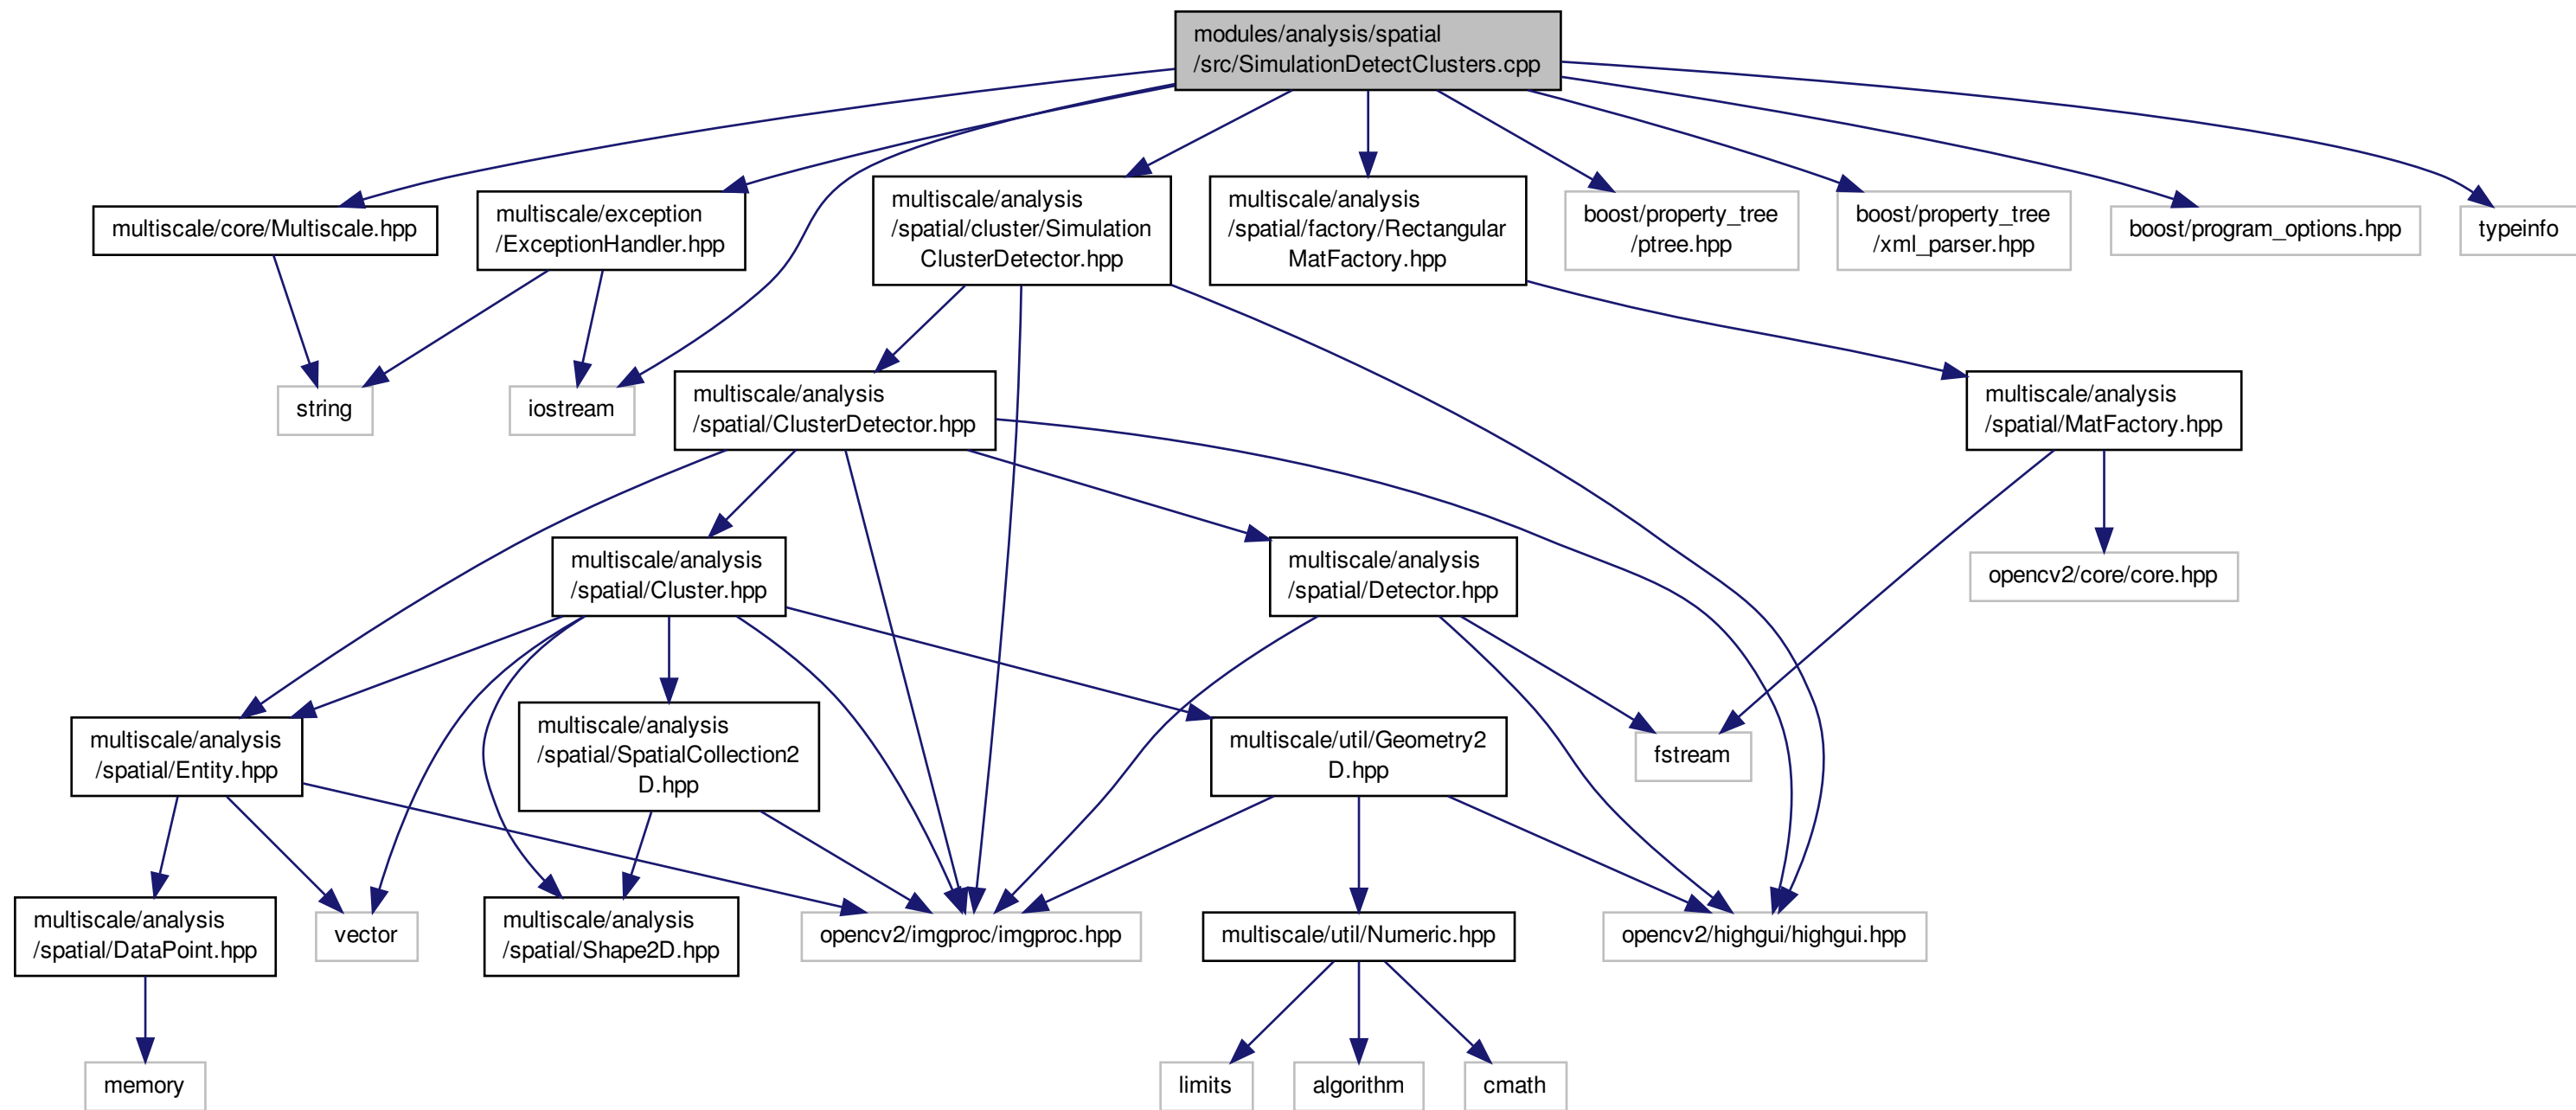 modules/analysis/spatial
/src/SimulationDetectClusters.cpp
multiscale/core/Multiscale.hpp
multiscale/exception
/ExceptionHandler.hpp
multiscale/analysis
/spatial/cluster/Simulation
ClusterDetector.hpp
multiscale/analysis
/spatial/factory/Rectangular
MatFactory.hpp
boost/property_tree
/ptree.hpp
boost/property_tree
/xml_parser.hpp
boost/program_options.hpp
typeinfo
string
iostream
multiscale/analysis
/spatial/ClusterDetector.hpp
multiscale/analysis
/spatial/MatFactory.hpp
multiscale/analysis
/spatial/Cluster.hpp
multiscale/analysis
/spatial/Detector.hpp
opencv2/core/core.hpp
multiscale/analysis
/spatial/Entity.hpp
multiscale/analysis
/spatial/SpatialCollection2
D.hpp
multiscale/util/Geometry2
D.hpp
fstream
multiscale/analysis
/spatial/DataPoint.hpp
vector
multiscale/analysis
/spatial/Shape2D.hpp
opencv2/imgproc/imgproc.hpp
multiscale/util/Numeric.hpp
opencv2/highgui/highgui.hpp
memory
limits
algorithm
cmath